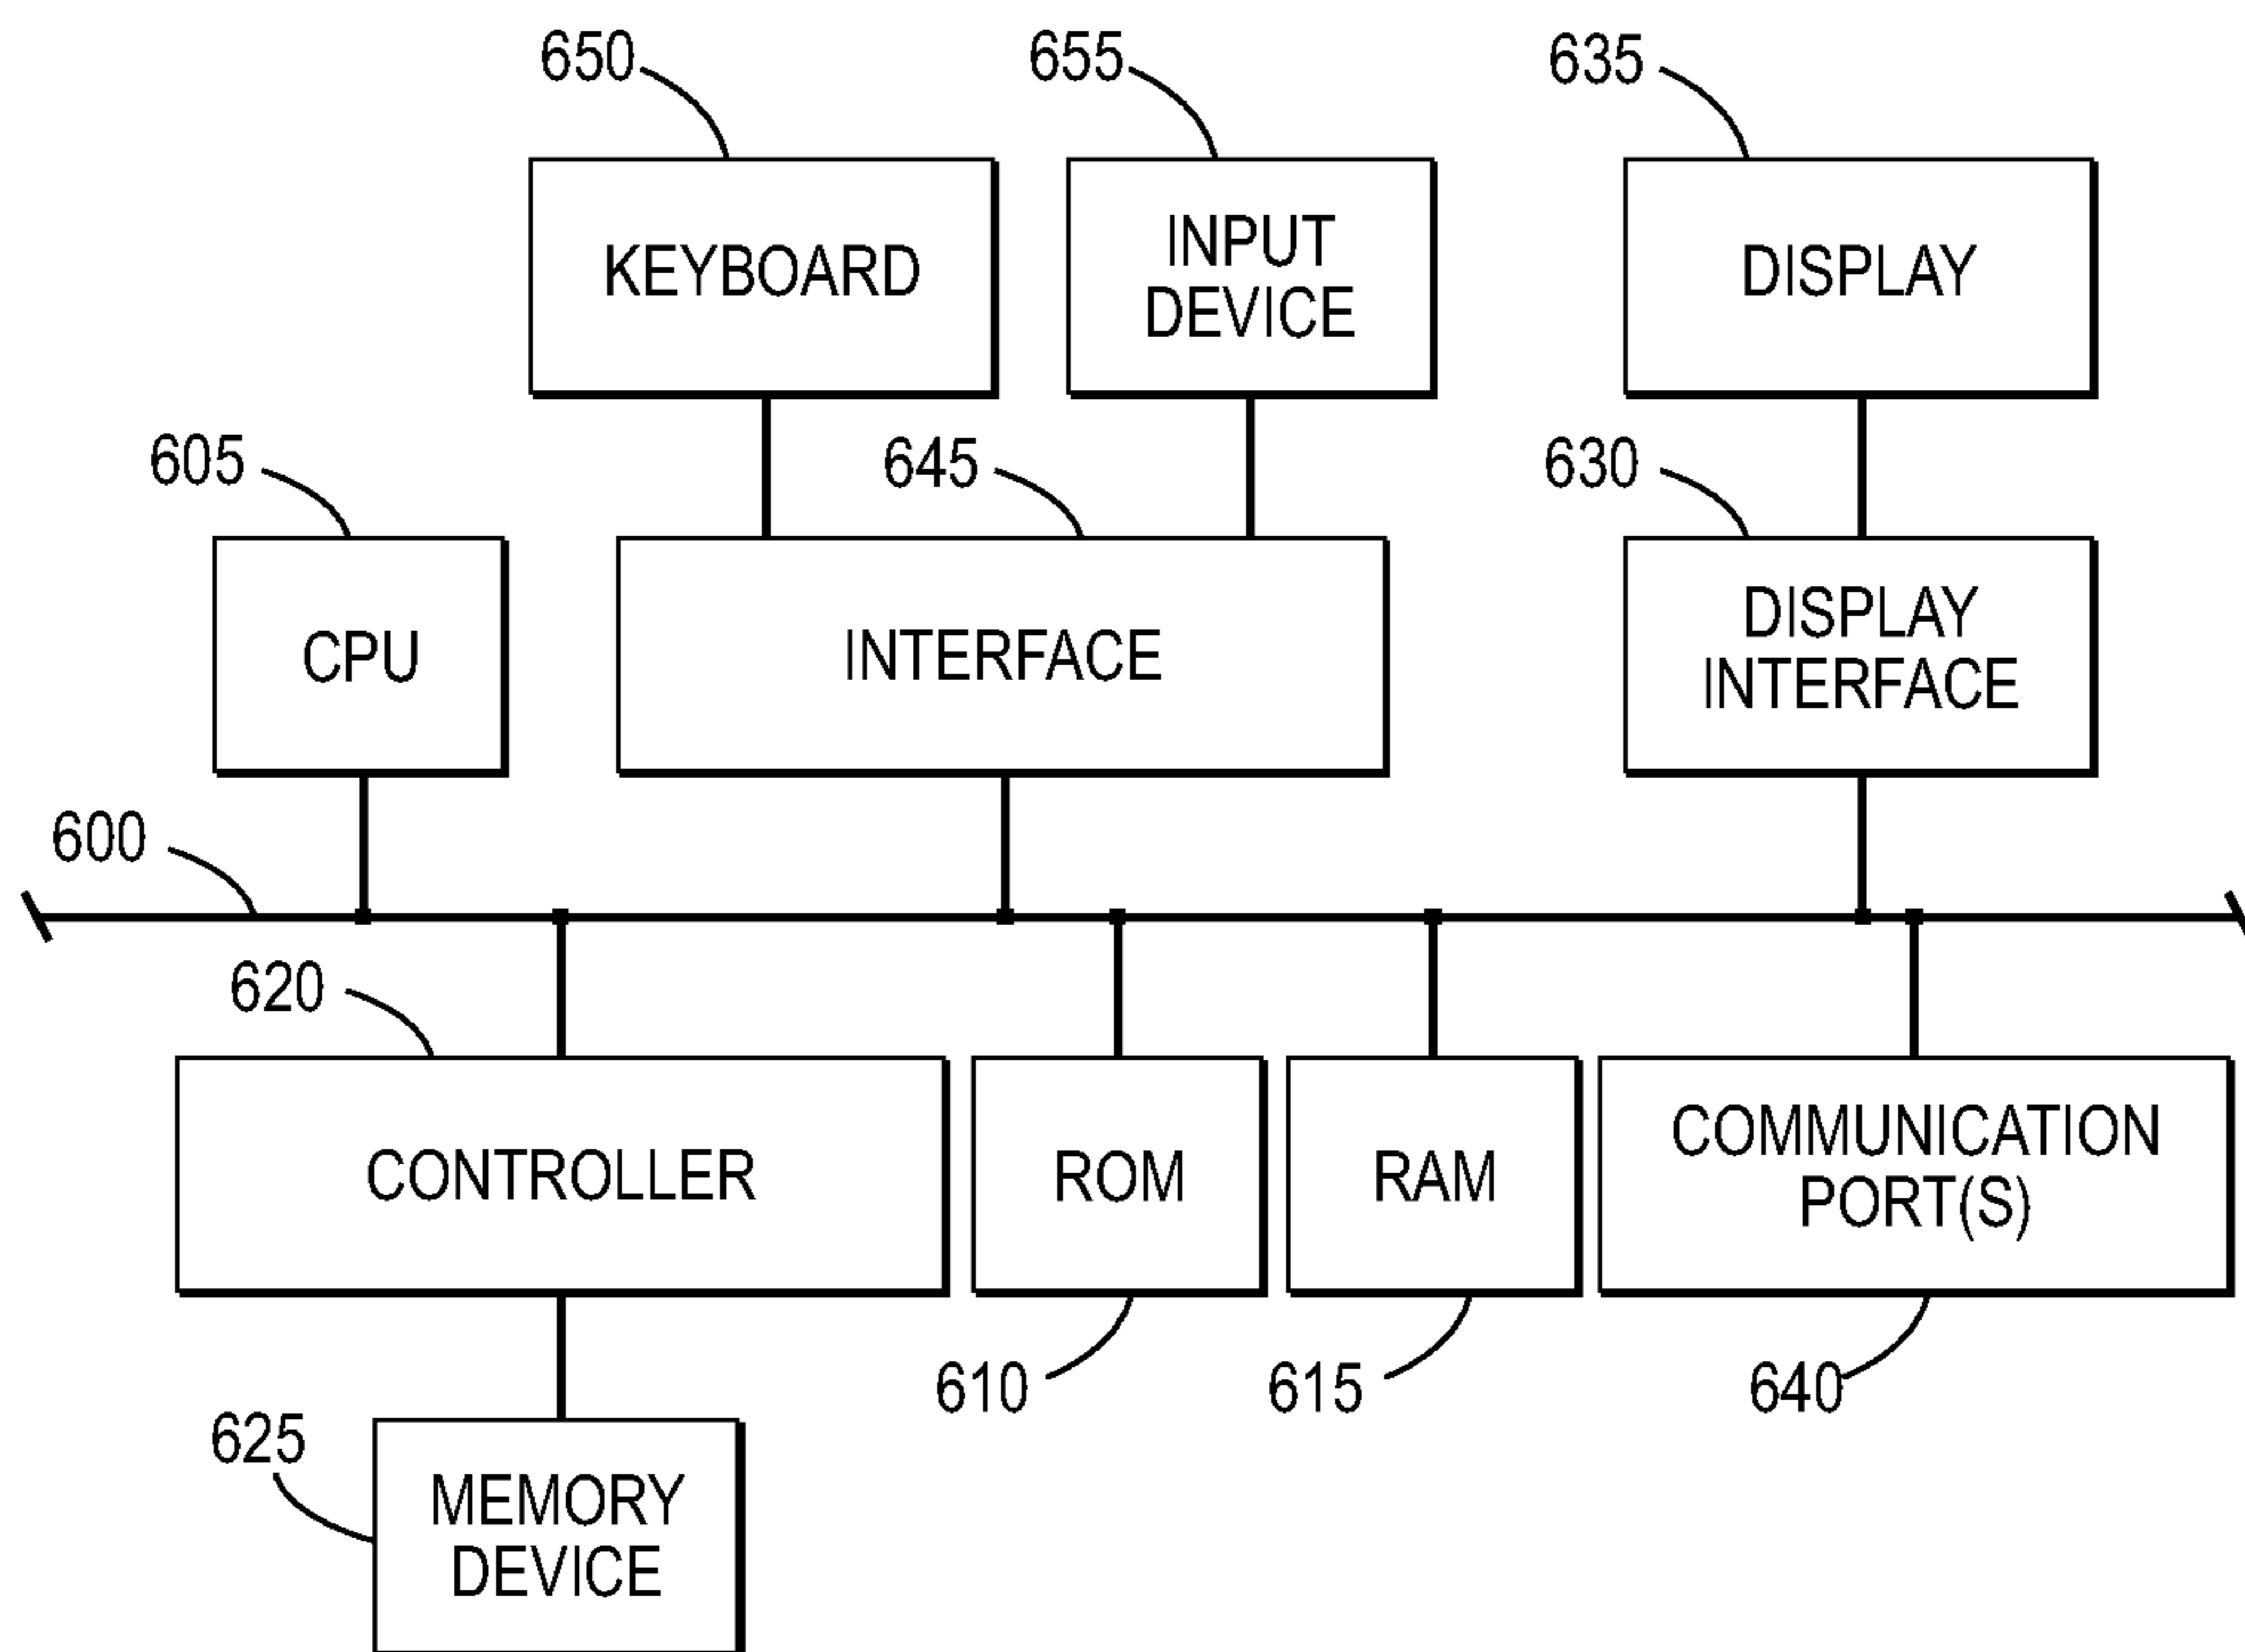 650
655
635
KEYBOARD
INPUT
DEVICE
DISPLAY
605
645
630
CPU
INTERFACE
DISPLAY
INTERFACE
600
620
CONTROLLER
ROM
RAM
COMMUNICATION
PORT(S)
610
615
640
625
MEMORY
DEVICE